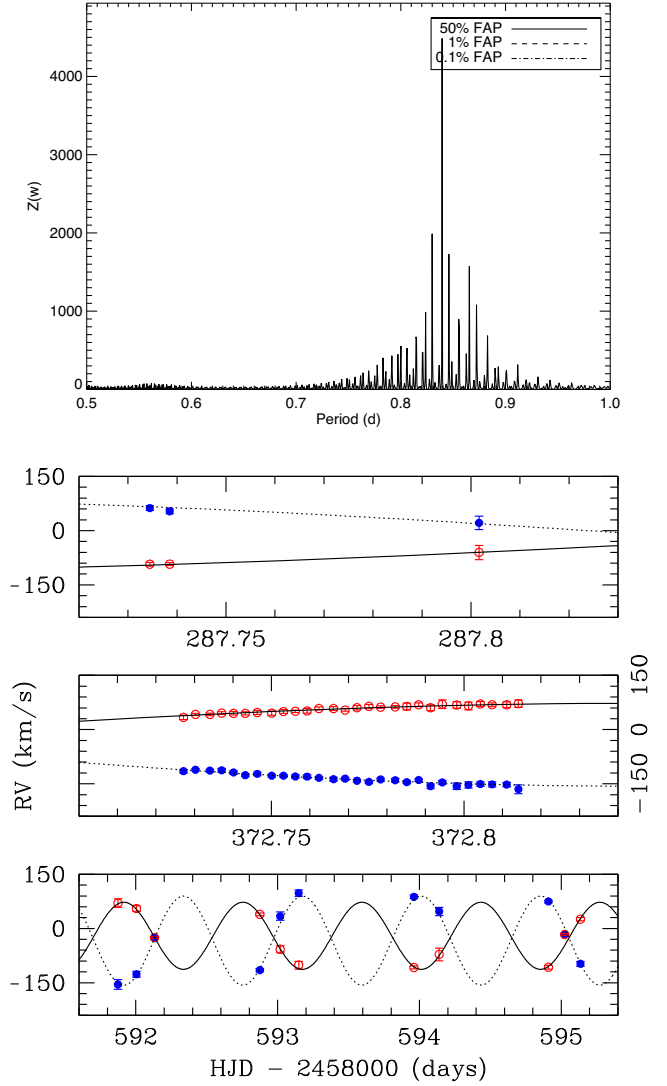 50% FAP
1% FAP
0.1% FAP
4000
3000
2000
1000
0
Z(w)
0.5 0.6 0.7 0.8 0.9 1.0
Period (d)
150
0
−150
287.75 287.8
150
0
−150
372.75 372.8
RV (km/s)
150
0
−150
592 593 594 595
HJD − 2458000 (days)